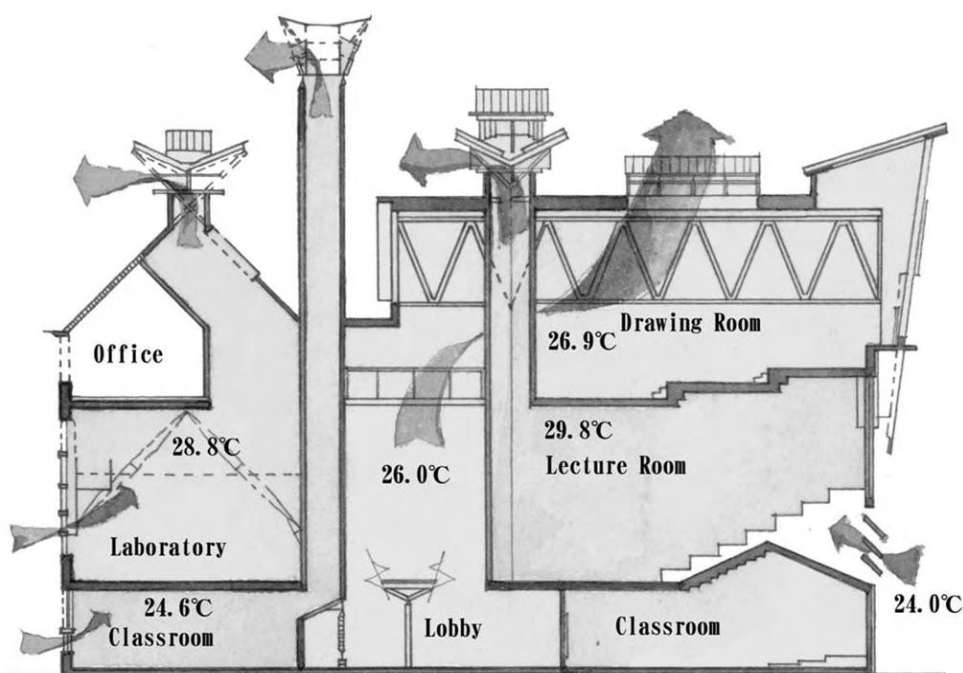 Drawing Room
26.9℃
Office
29.8℃
28.8℃
Lecture Room
26.0℃
Laboratory
24.6℃
24.0℃
Classroom
Lobby
Classroom